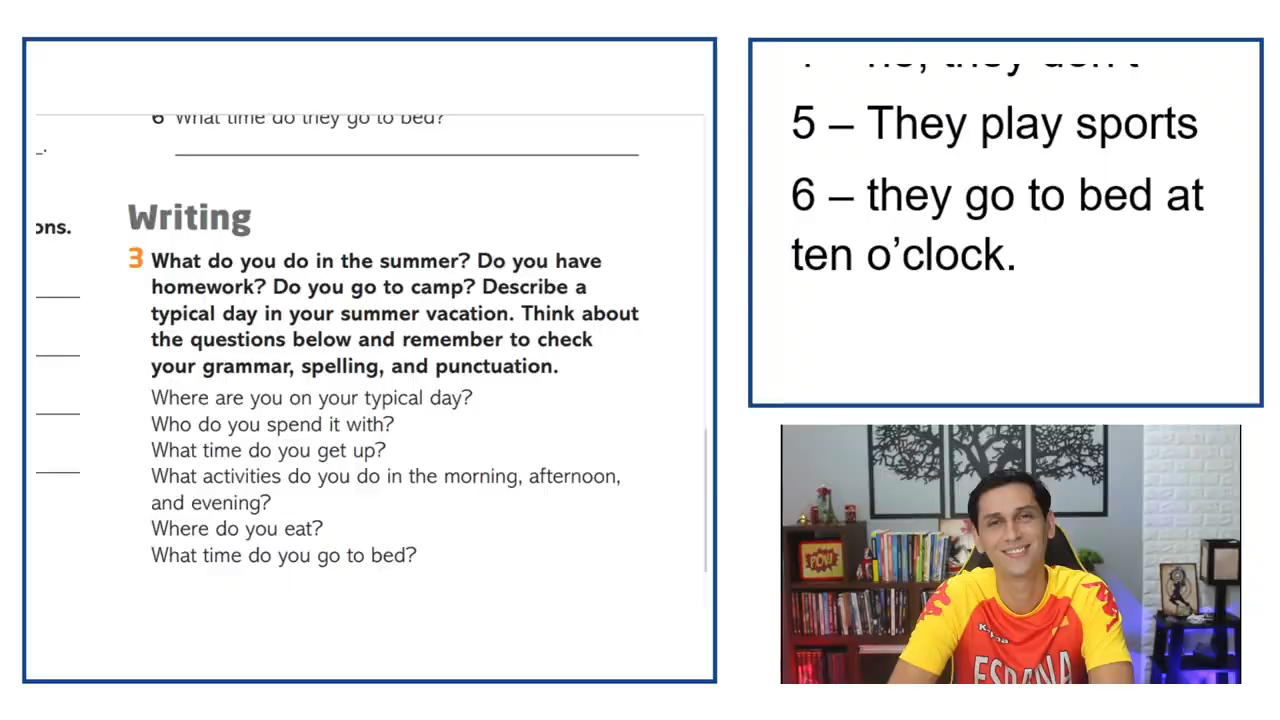 6 What time do they go to bed?
ons.
Writing
3 What do you do in the summer? Do you have
homework? Do you go to camp? Describe a
typical day in your summer vacation. Think about
the questions below and remember to check
your grammar, spelling, and punctuation.
Where are you on your typical day?
Who do you spend it with?
What time do you get up?
What activities do you do in the morning, afternoon,
and evening?
Where do you eat?
What time do you go to bed?
they don't
5 – They play sports
6 – they go to bed at
ten o’clock.
POW
Kappa
ESPAÑA